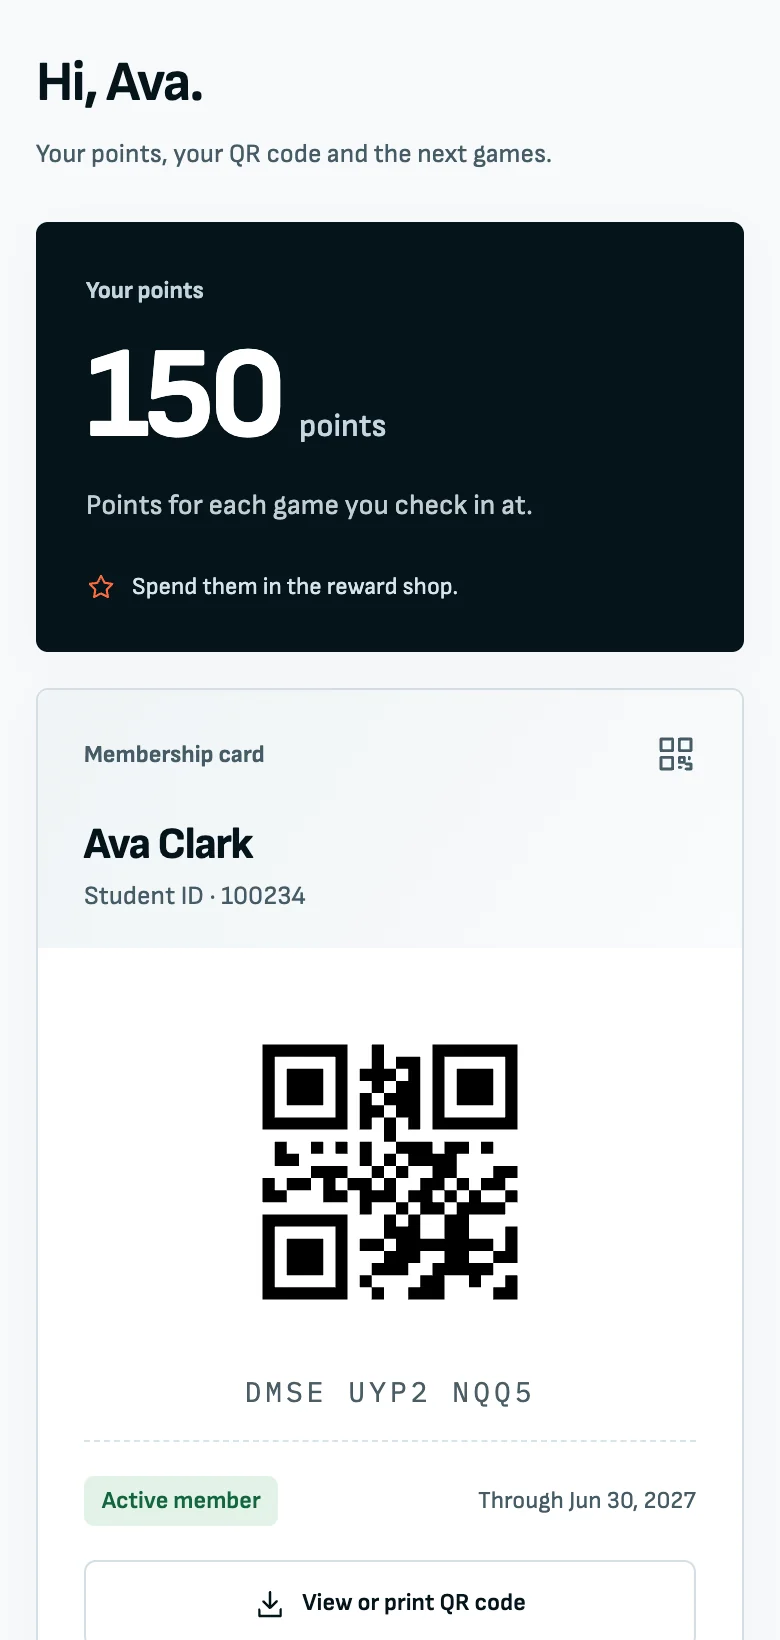 Hi, Ava.
Your points, your QR code and the next games.
Your points
150 points
Points for each game you check in at.
Spend them in the reward shop.
Membership card
Ava Clark
Student ID · 100234
DMSE UYP2 NQQ5
Active member
Through Jun 30, 2027
View or print QR code